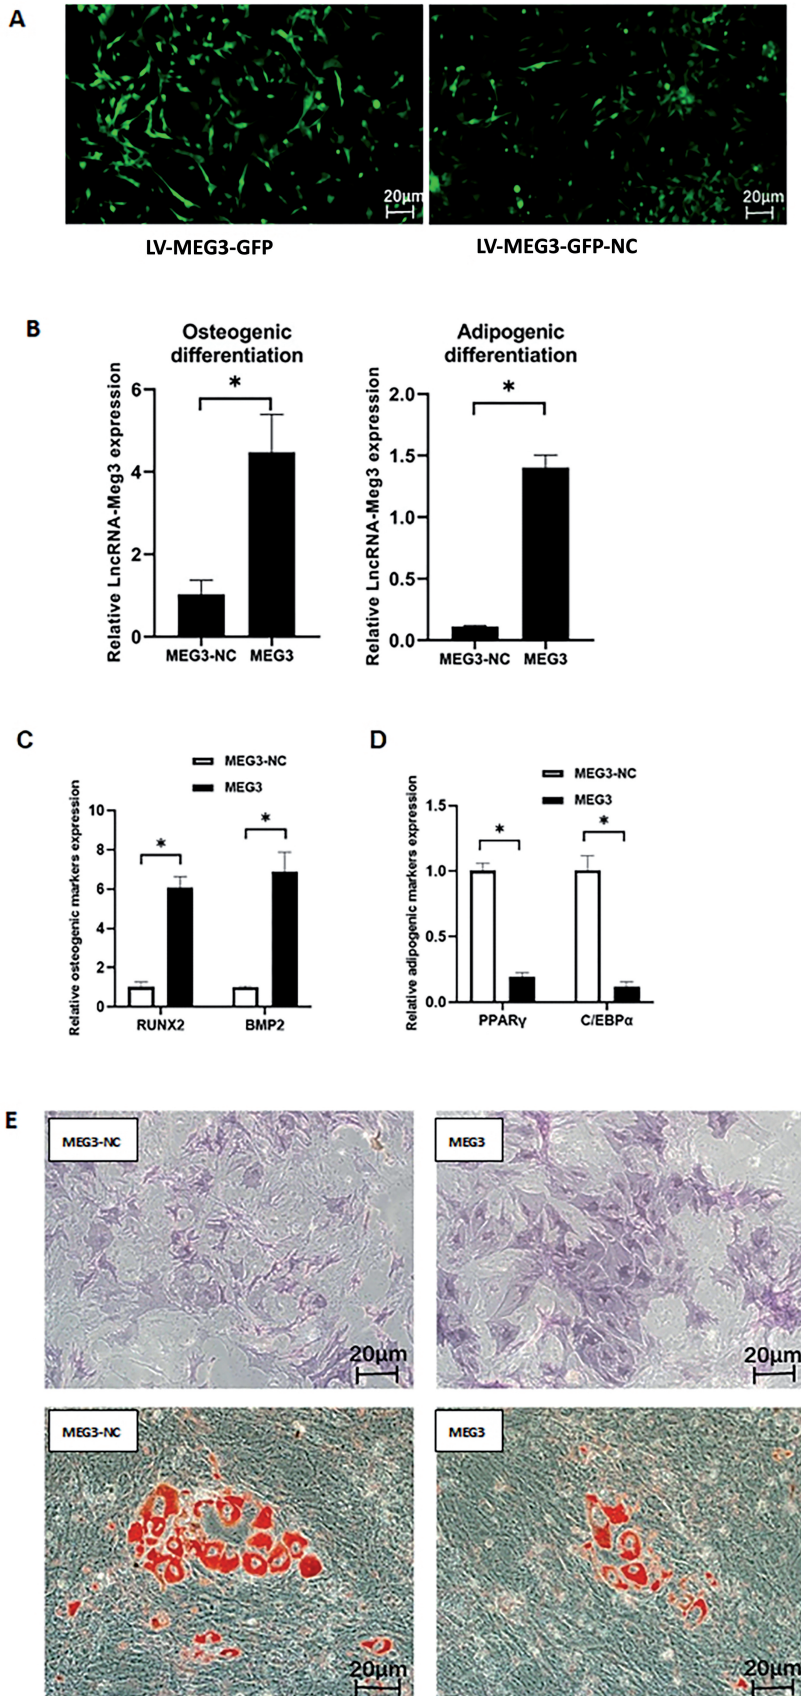 A
20μm
20μm
LV-MEG3-GFP
LV-MEG3-GFP-NC
B
Osteogenic
differentiation
Relative LncRNA-Meg3 expression
6
4
2
0
*
MEG3-NC
MEG3
Adipogenic
differentiation
Relative LncRNA-Meg3 expression
2.0
1.5
1.0
0.5
0.0
*
MEG3-NC
MEG3
C
MEG3-NC
MEG3
Relative osteogenic markers expression
10
8
6
4
2
0
*
*
RUNX2
BMP2
D
MEG3-NC
MEG3
Relative adipogenic markers expression
1.5
1.0
0.5
0.0
*
*
PPARγ
C/EBPα
E
MEG3-NC
20μm
MEG3
20μm
MEG3-NC
20μm
MEG3
20μm